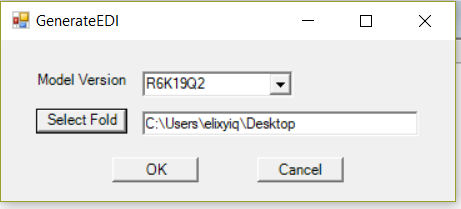 GenerateEDI
Model Version R6K19Q2
Select Fold C:\Users\elixyiq\Desktop
OK Cancel